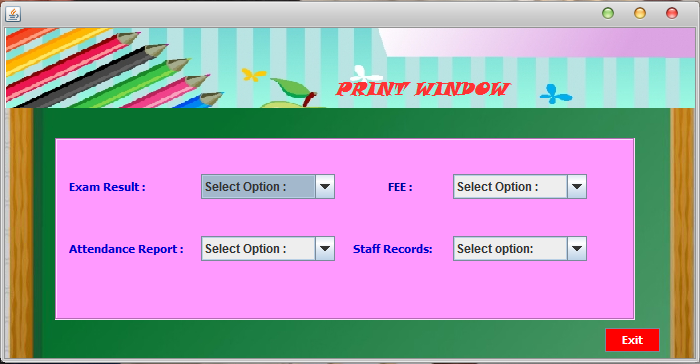 PRINT WINDOW
Exam Result :
Select Option :
FEE :
Select Option :
Attendance Report :
Select Option :
Staff Records:
Select option:
Exit